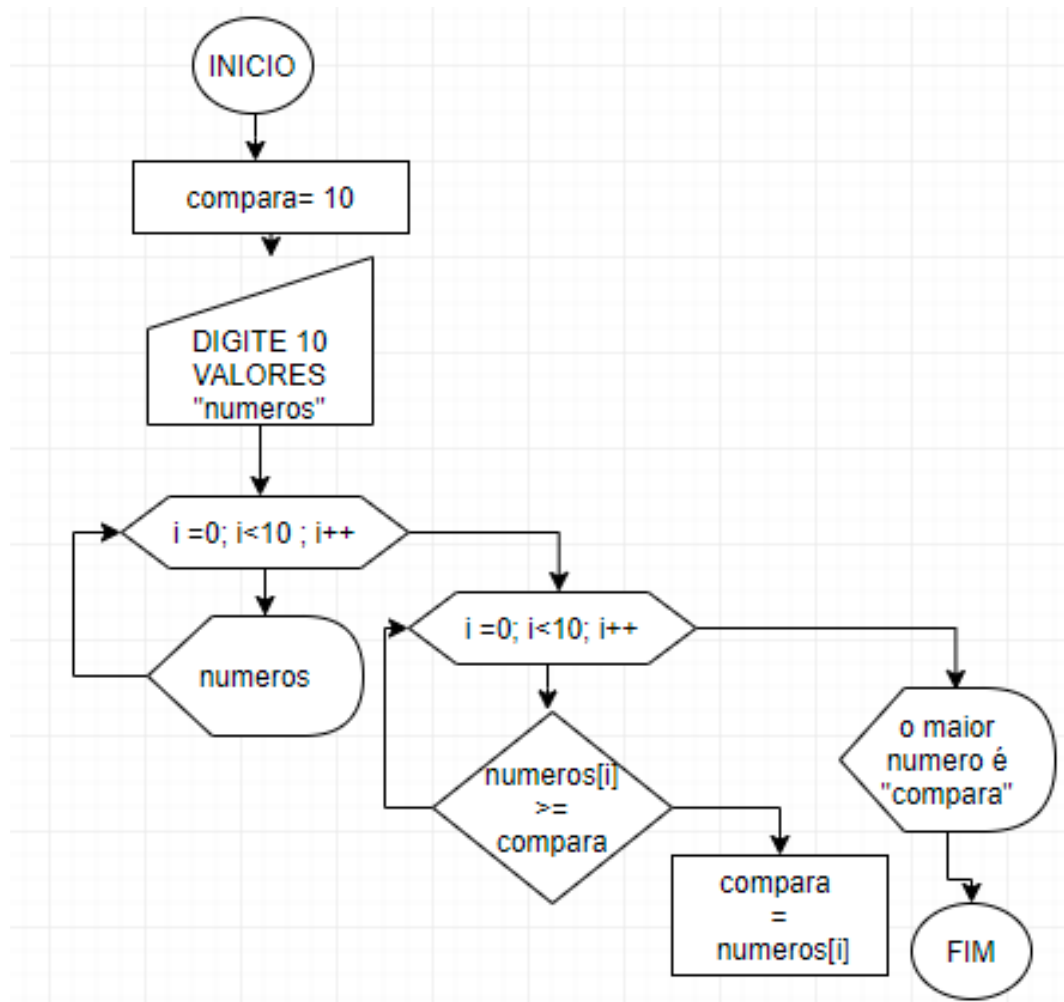 INICIO
compara= 10
DIGITE 10
VALORES
"numeros"
i =0; i<10 ; i++
numeros
i =0; i<10; i++
numeros[i]
>=
compara
compara
=
numeros[i]
o maior
numero é
"compara"
FIM